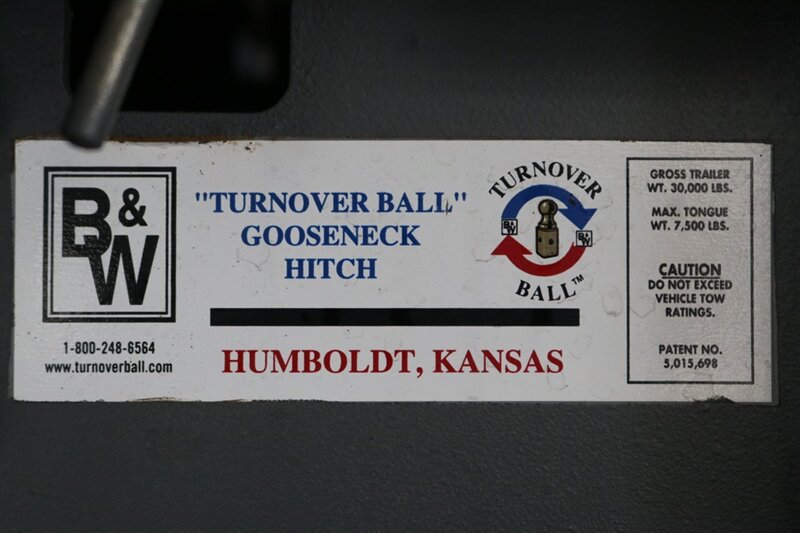 B&W
1-800-248-6564
www.turnoverball.com
"TURNOVER BALL"
GOOSENECK
HITCH
HUMBOLDT, KANSAS
TURNOVER
B&W
B&W
BALL™
GROSS TRAILER
WT. 30,000 LBS.
MAX. TONGUE
WT. 7,500 LBS.
CAUTION
DO NOT EXCEED
VEHICLE TOW
RATINGS.
PATENT NO.
5,015,698